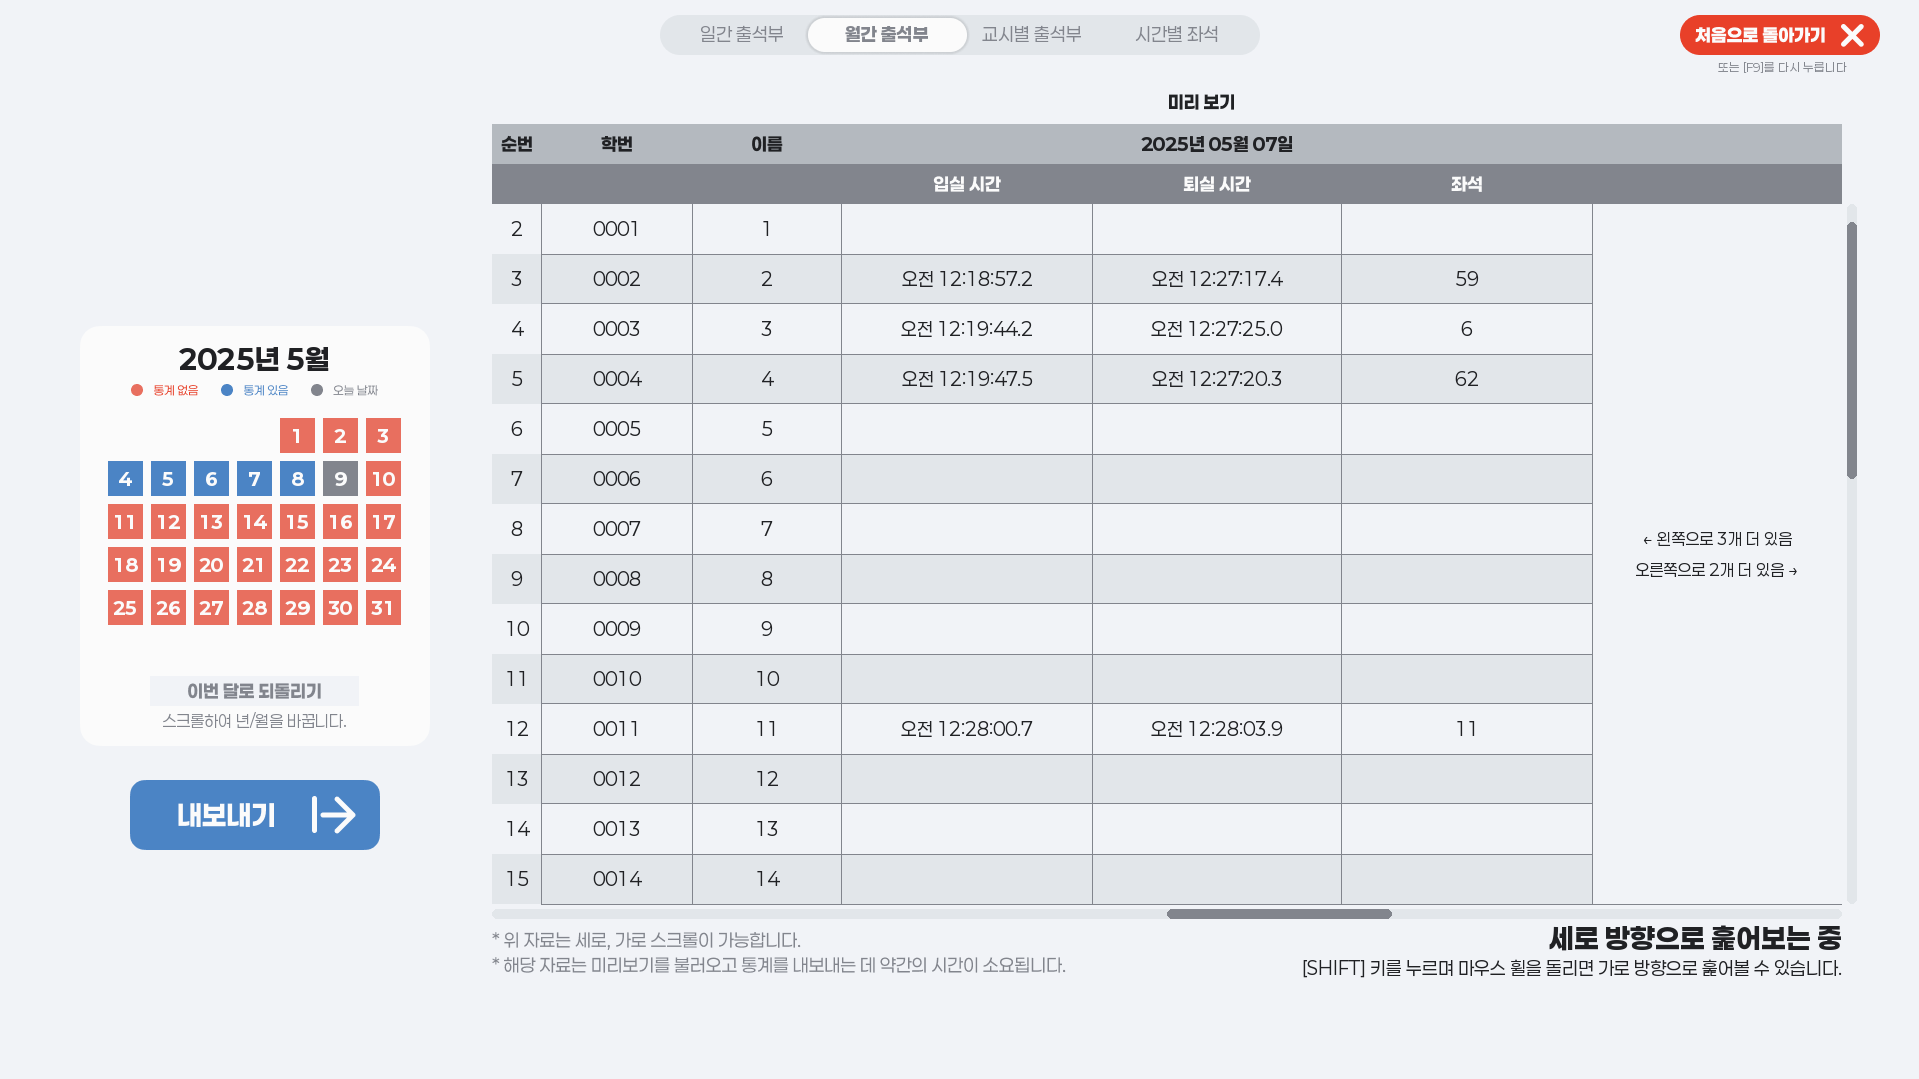 일간 출석부 월간 출석부 교시별 출석부 시간별 좌석
처음으로 돌아가기
또는 [F9]를 다시 누릅니다
미리 보기
순번 학번 이름 2025년 05월 07일
입실 시간 퇴실 시간 좌석
2 0001 1
3 0002 2 오전 12:18:57.2 오전 12:27:17.4 59
4 0003 3 오전 12:19:44.2 오전 12:27:25.0 6
5 0004 4 오전 12:19:47.5 오전 12:27:20.3 62
6 0005 5
7 0006 6
8 0007 7
9 0008 8
10 0009 9
11 0010 10
12 0011 11 오전 12:28:00.7 오전 12:28:03.9 11
13 0012 12
14 0013 13
15 0014 14
← 왼쪽으로 3개 더 있음
오른쪽으로 2개 더 있음 →
2025년 5월
통계 없음 통계 있음 오늘 날짜
1 2 3
4 5 6 7 8 9 10
11 12 13 14 15 16 17
18 19 20 21 22 23 24
25 26 27 28 29 30 31
이번 달로 되돌리기
스크롤하여 년/월을 바꿉니다.
내보내기
* 위 자료는 세로, 가로 스크롤이 가능합니다.
* 해당 자료는 미리보기를 불러오고 통계를 내보내는 데 약간의 시간이 소요됩니다.
세로 방향으로 훑어보는 중
[SHIFT] 키를 누르며 마우스 휠을 돌리면 가로 방향으로 훑어볼 수 있습니다.